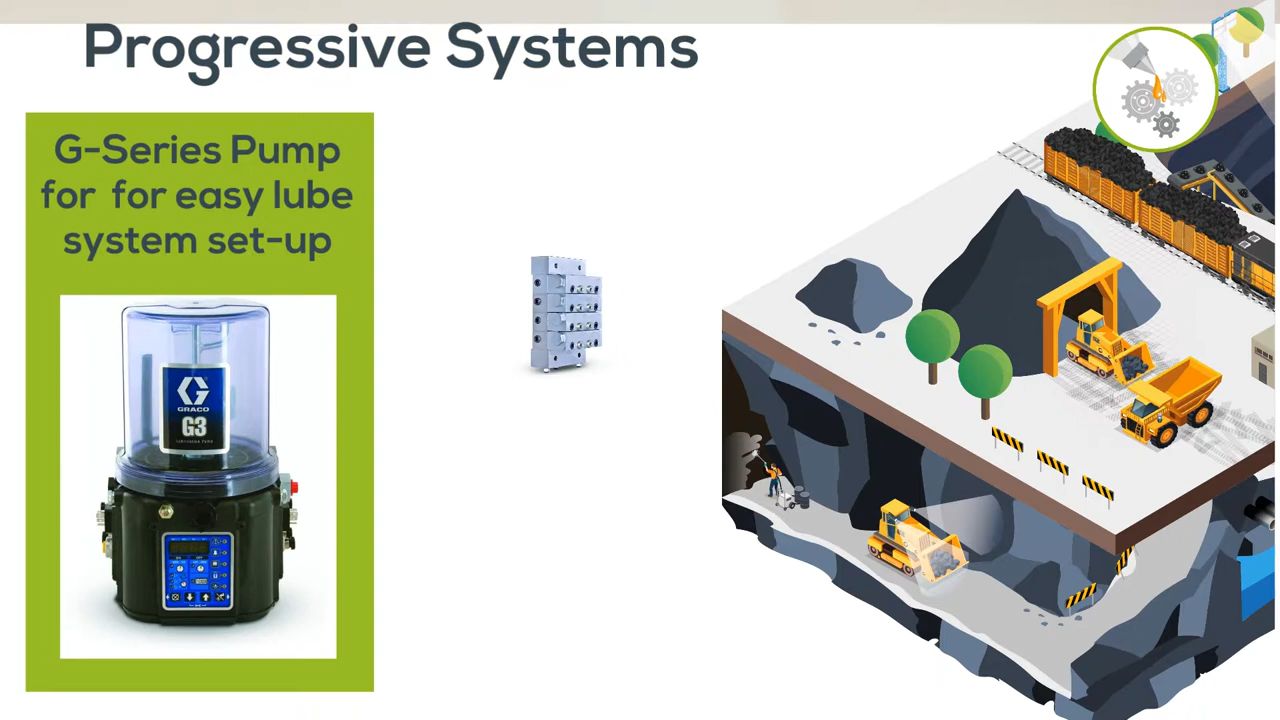 Progressive Systems
G-Series Pump
for for easy lube
system set-up
GRACO
G3